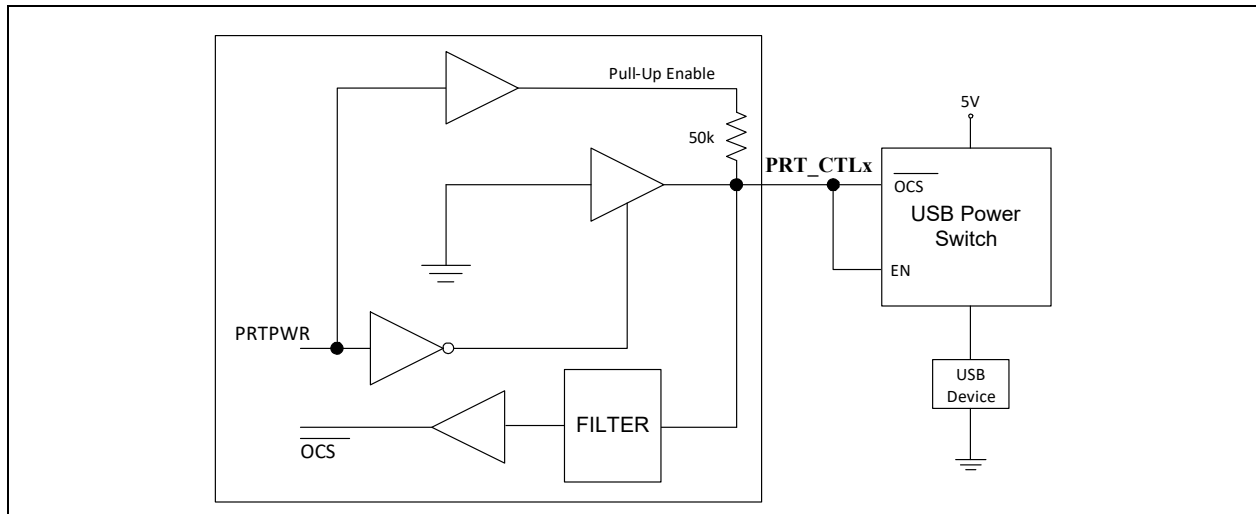 Pull-Up Enable
5V
50k
PRT_CTLx
OCS
USB Power
Switch
EN
PRTPWR
USB
Device
FILTER
OCS